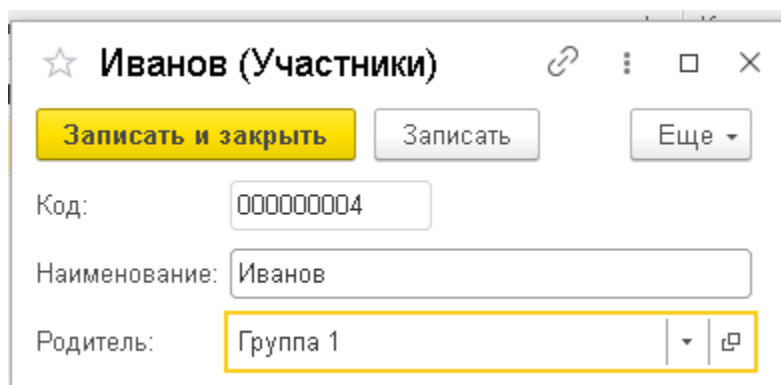 Иванов (Участники)
Записать и закрыть Записать Еще
Код: 000000004
Наименование: Иванов
Родитель: Группа 1